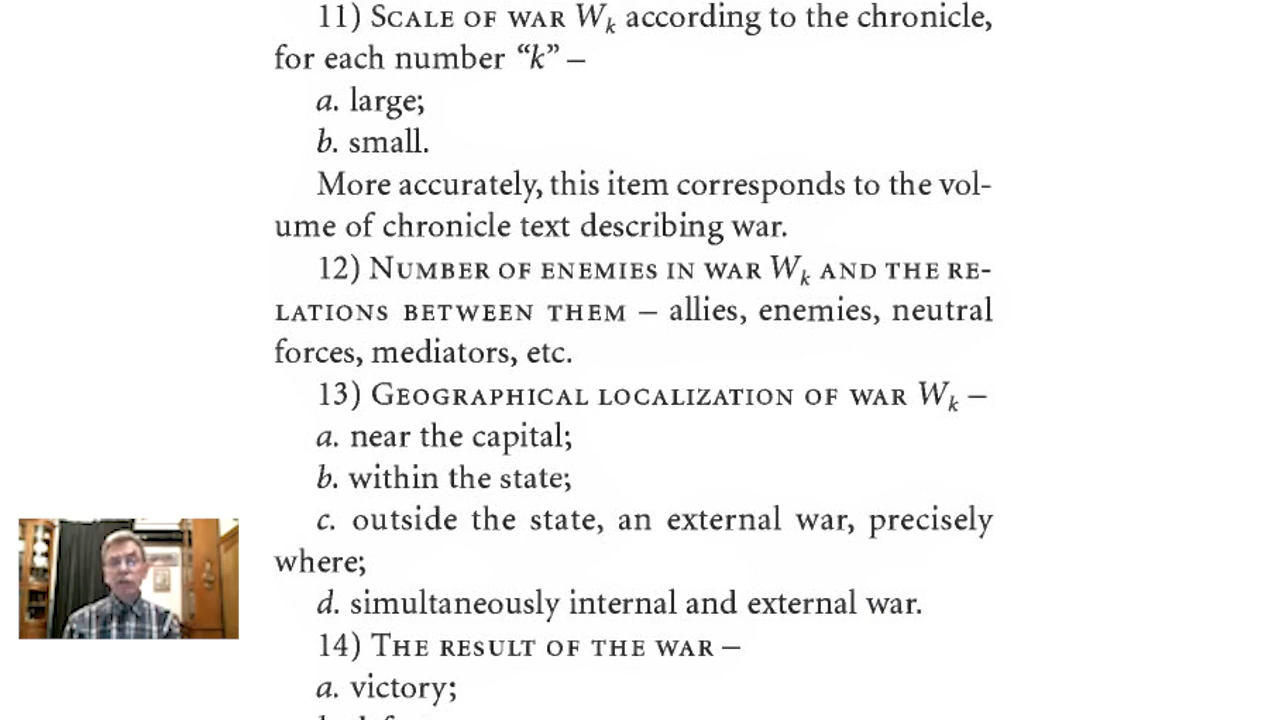 11) SCALE OF WAR Wk according to the chronicle,
for each number “k” –
a. large;
b. small.
More accurately, this item corresponds to the vol-
ume of chronicle text describing war.
12) NUMBER OF ENEMIES IN WAR Wk AND THE RE-
LATIONS BETWEEN THEM – allies, enemies, neutral
forces, mediators, etc.
13) GEOGRAPHICAL LOCALIZATION OF WAR Wk –
a. near the capital;
b. within the state;
c. outside the state, an external war, precisely
where;
d. simultaneously internal and external war.
14) THE RESULT OF THE WAR –
a. victory;